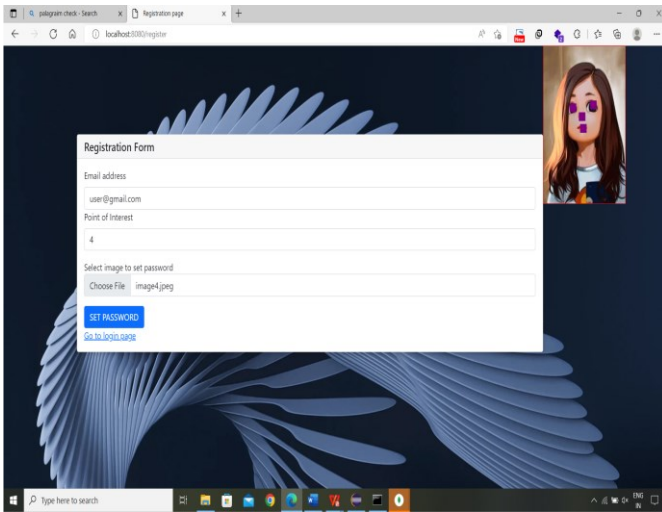 palagraim check - Search
Registration page
localhost:8080/register
New
Registration Form
Email address
user@gmail.com
Point of Interest
4
Select image to set password
Choose File image4.jpeg
SET PASSWORD
Go to login page
Type here to search
ENG
IN